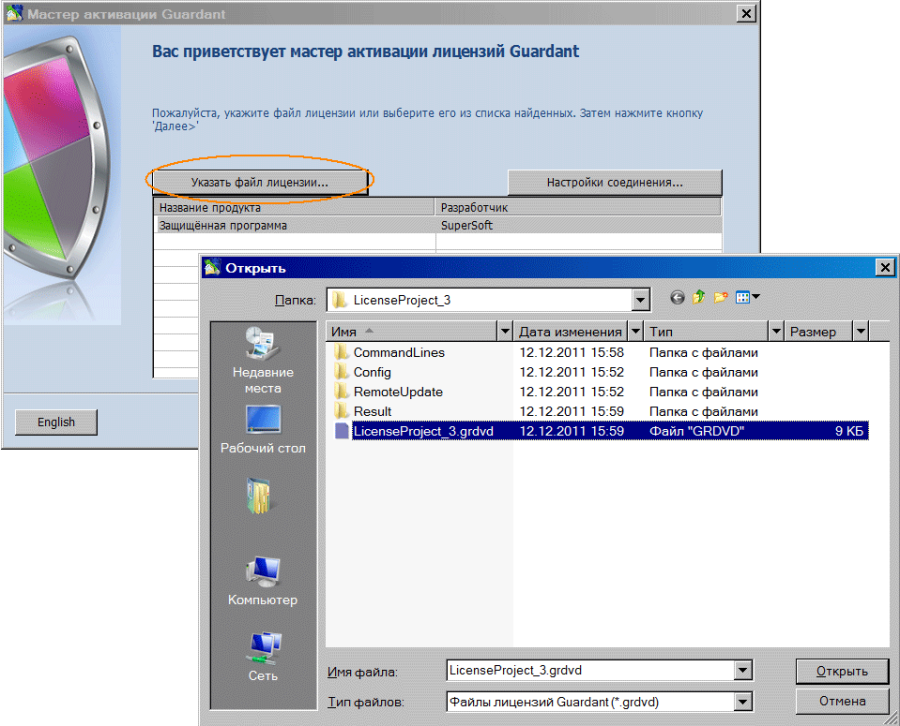 Мастер активации Guardant
Вас приветствует мастер активации лицензий Guardant
Пожалуйста, укажите файл лицензии или выберите его из списка найденных. Затем нажмите кнопку
'Далее>'
Указать файл лицензии...
Настройки соединения...
Название продукта Разработчик
Защищённая программа SuperSoft
English
Открыть
Папка: LicenseProject_3
Имя Дата изменения Тип Размер
CommandLines 12.12.2011 15:58 Папка с файлами
Config 12.12.2011 15:52 Папка с файлами
RemoteUpdate 12.12.2011 15:52 Папка с файлами
Result 12.12.2011 15:59 Папка с файлами
LicenseProject_3.grdvd 12.12.2011 15:59 Файл "GRDVD" 9 КБ
Недавние
места
Рабочий стол
Компьютер
Сеть
Имя файла: LicenseProject_3.grdvd Открыть
Тип файлов: Файлы лицензий Guardant (*.grdvd) Отмена